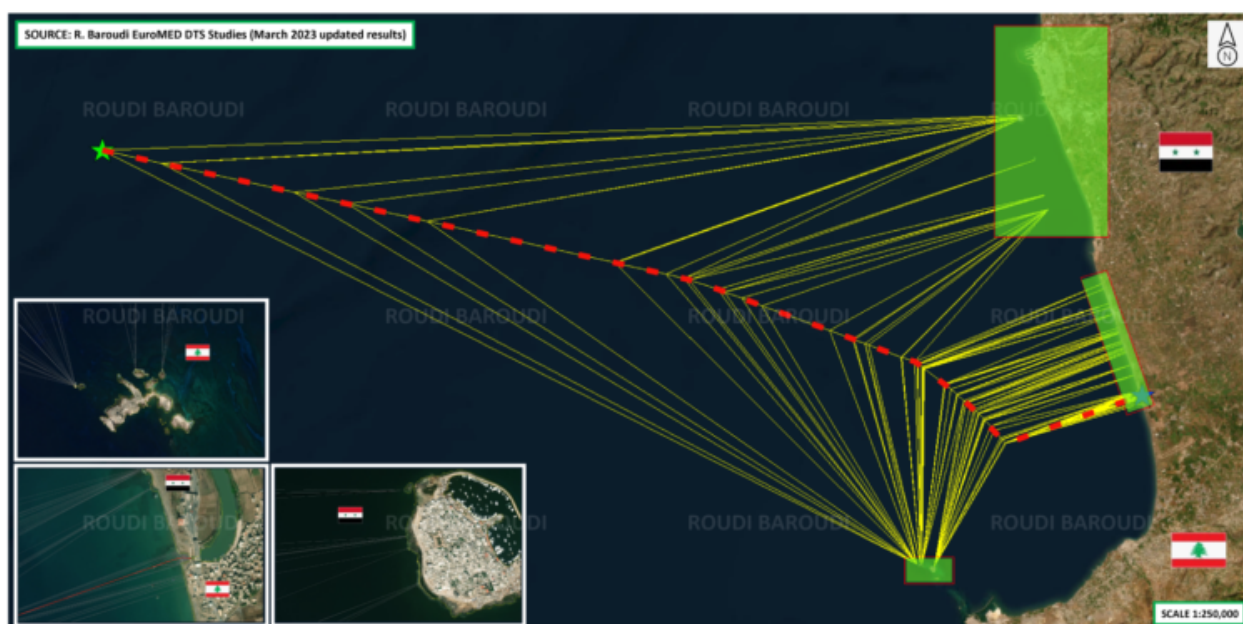 SOURCE: R. Baroudi EuroMED DTS Studies (March 2023 updated results)
N
ROUDI BAROUDI ROUDI BAROUDI ROUDI BAROUDI ROUDI BAROUDI
ROUDI BAROUDI ROUDI BAROUDI ROUDI BAROUDI ROUDI BAROUDI
ROUDI BAROUDI ROUDI BAROUDI ROUDI BAROUDI ROUDI BAROUDI
SCALE 1:250,000